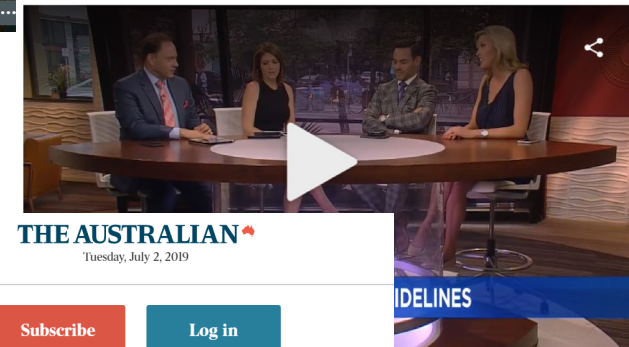 THE AUSTRALIAN
Tuesday, July 2, 2019
IDELINES
Subscribe
Log in